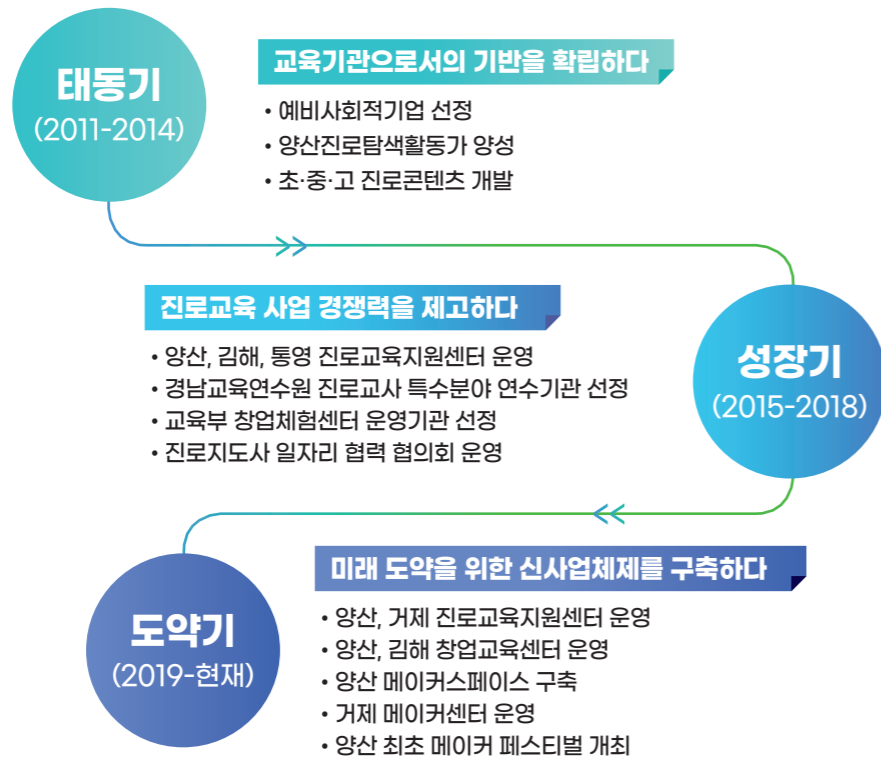 태동기
(2011-2014)
교육기관으로서의 기반을 확립하다
• 예비사회적기업 선정
• 양산진로탐색활동가 양성
• 초·중·고 진로콘텐츠 개발
진로교육 사업 경쟁력을 제고하다
• 양산, 김해, 통영 진로교육지원센터 운영
• 경남교육연수원 진로교사 특수분야 연수기관 선정
• 교육부 창업체험센터 운영기관 선정
• 진로지도사 일자리 협력 협의회 운영
성장기
(2015-2018)
도약기
(2019-현재)
미래 도약을 위한 신사업체제를 구축하다
• 양산, 거제 진로교육지원센터 운영
• 양산, 김해 창업교육센터 운영
• 양산 메이커스페이스 구축
• 거제 메이커센터 운영
• 양산 최초 메이커 페스티벌 개최